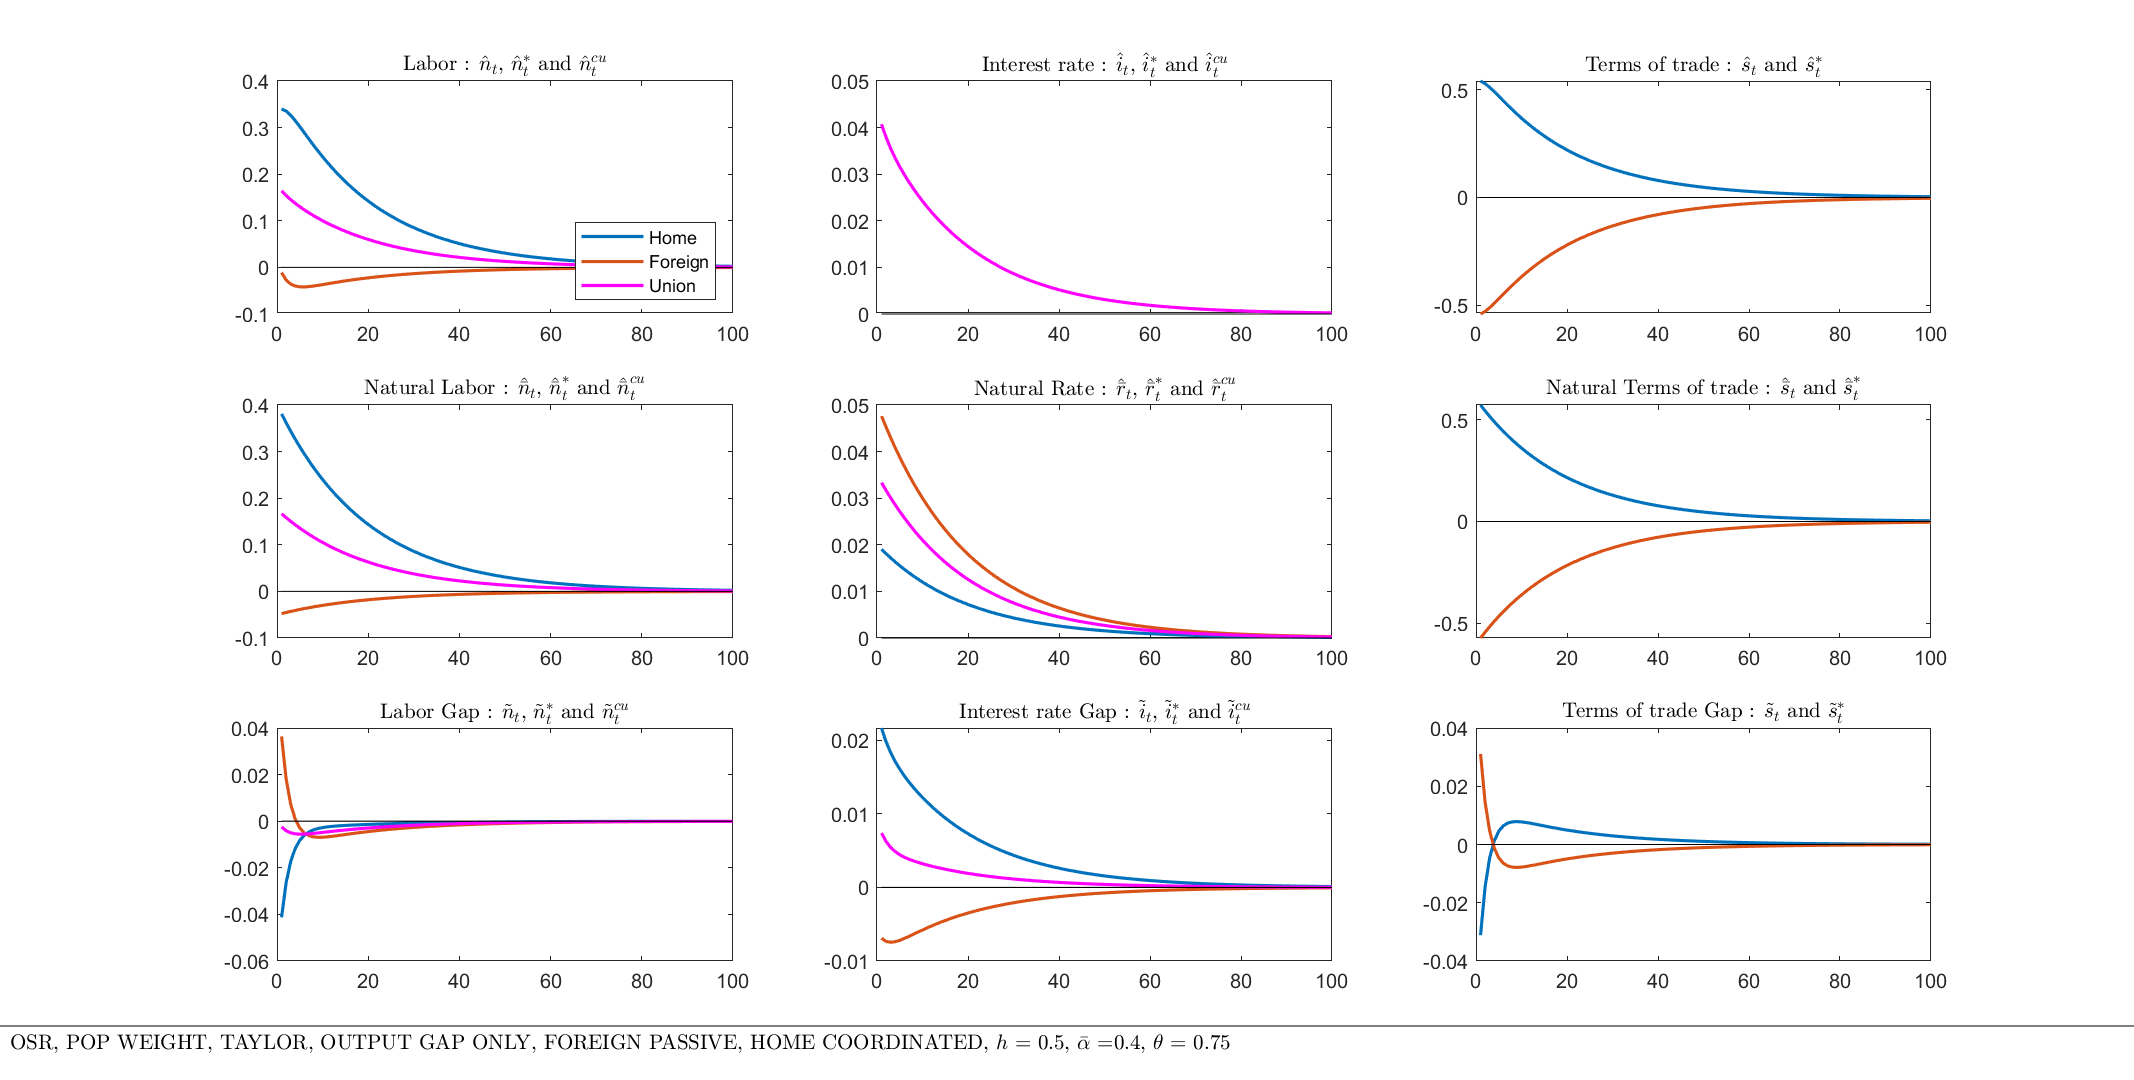 Labor : n̂ₜ, n̂ₜ* and n̂ₜᶜᵘ
0.4
0.3
0.2
0.1
0
-0.1
0 20 40 60 80 100
Home
Foreign
Union
Interest rate : îₜ, îₜ* and îₜᶜᵘ
0.05
0.04
0.03
0.02
0.01
0
0 20 40 60 80 100
Terms of trade : ŝₜ and ŝₜ*
0.5
0
-0.5
0 20 40 60 80 100
Natural Labor : n̄̂ₜ, n̄̂ₜ* and n̄̂ₜᶜᵘ
0.4
0.3
0.2
0.1
0
-0.1
0 20 40 60 80 100
Natural Rate : r̄̂ₜ, r̄̂ₜ* and r̄̂ₜᶜᵘ
0.05
0.04
0.03
0.02
0.01
0
0 20 40 60 80 100
Natural Terms of trade : s̄̂ₜ and s̄̂ₜ*
0.5
0
-0.5
0 20 40 60 80 100
Labor Gap : ñₜ, ñₜ* and ñₜᶜᵘ
0.04
0.02
0
-0.02
-0.04
-0.06
0 20 40 60 80 100
Interest rate Gap : ĩₜ, ĩₜ* and ĩₜᶜᵘ
0.02
0.01
0
-0.01
0 20 40 60 80 100
Terms of trade Gap : s̃ₜ and s̃ₜ*
0.04
0.02
0
-0.02
-0.04
0 20 40 60 80 100
OSR, POP WEIGHT, TAYLOR, OUTPUT GAP ONLY, FOREIGN PASSIVE, HOME COORDINATED, h = 0.5, ᾱ =0.4, θ = 0.75